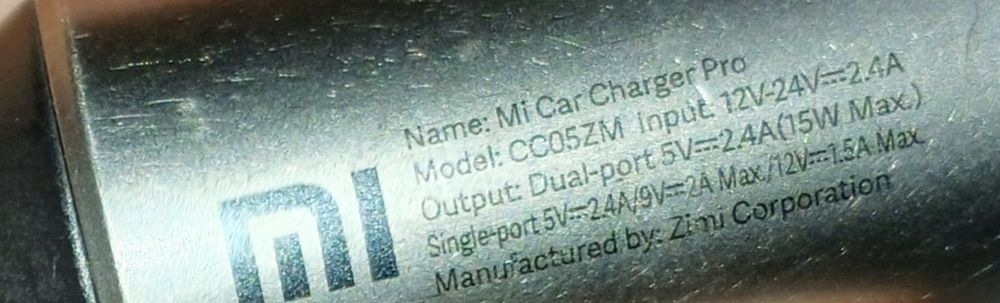 mi
Name: Mi Car Charger Pro
Model: CC05ZM Input: 12V-24V⎓2.4A
Output: Dual-port 5V⎓2.4A(15W Max.)
Single-port 5V⎓2.4A/9V⎓2A Max./12V⎓1.5A Max.
Manufactured by: Zimi Corporation